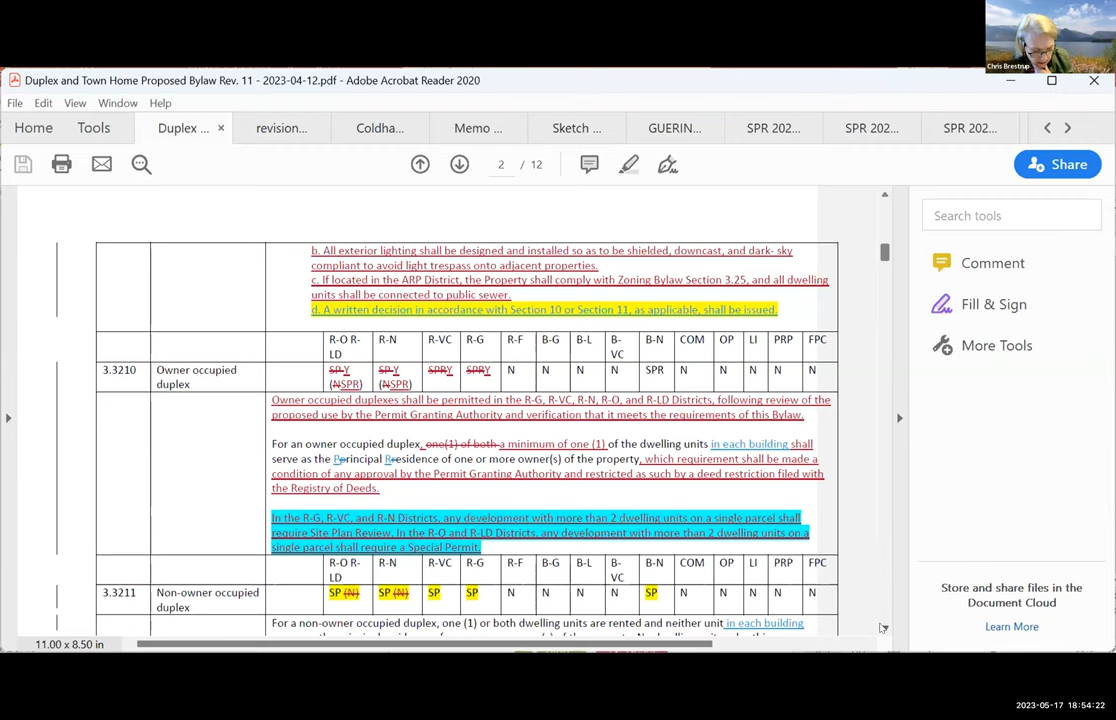 Chris Brestrup
Duplex and Town Home Proposed Bylaw Rev. 11 - 2023-04-12.pdf - Adobe Acrobat Reader 2020
File Edit View Window Help
Home Tools Duplex ... × revision... Coldha... Memo ... Sketch ... GUERIN... SPR 202... SPR 202... SPR 202...
2 / 12
Share
Search tools
Comment
Fill & Sign
More Tools
Store and share files in the
Document Cloud
Learn More
b. All exterior lighting shall be designed and installed so as to be shielded, downcast, and dark- sky
compliant to avoid light trespass onto adjacent properties.
c. If located in the ARP District, the Property shall comply with Zoning Bylaw Section 3.25, and all dwelling
units shall be connected to public sewer.
d. A written decision in accordance with Section 10 or Section 11, as applicable, shall be issued.
R-O R-LD R-N R-VC R-G R-F B-G B-L B-VC B-N COM OP LI PRP FPC
3.3210 Owner occupied duplex SP Y (NSPR) SP Y (NSPR) SPRY SPRY N N N N SPR N N N N N
Owner occupied duplexes shall be permitted in the R-G, R-VC, R-N, R-O, and R-LD Districts, following review of the
proposed use by the Permit Granting Authority and verification that it meets the requirements of this Bylaw.
For an owner occupied duplex, one(1) of both a minimum of one (1) of the dwelling units in each building shall
serve as the Pprincipal Rresidence of one or more owner(s) of the property, which requirement shall be made a
condition of any approval by the Permit Granting Authority and restricted as such by a deed restriction filed with
the Registry of Deeds.
In the R-G, R-VC, and R-N Districts, any development with more than 2 dwelling units on a single parcel shall
require Site Plan Review. In the R-O and R-LD Districts, any development with more than 2 dwelling units on a
single parcel shall require a Special Permit.
R-O R-LD R-N R-VC R-G R-F B-G B-L B-VC B-N COM OP LI PRP FPC
3.3211 Non-owner occupied duplex SP (N) SP (N) SP SP N N N N SP N N N N N
For a non-owner occupied duplex, one (1) or both dwelling units are rented and neither unit in each building
11.00 x 8.50 in
2023-05-17 18:54:22